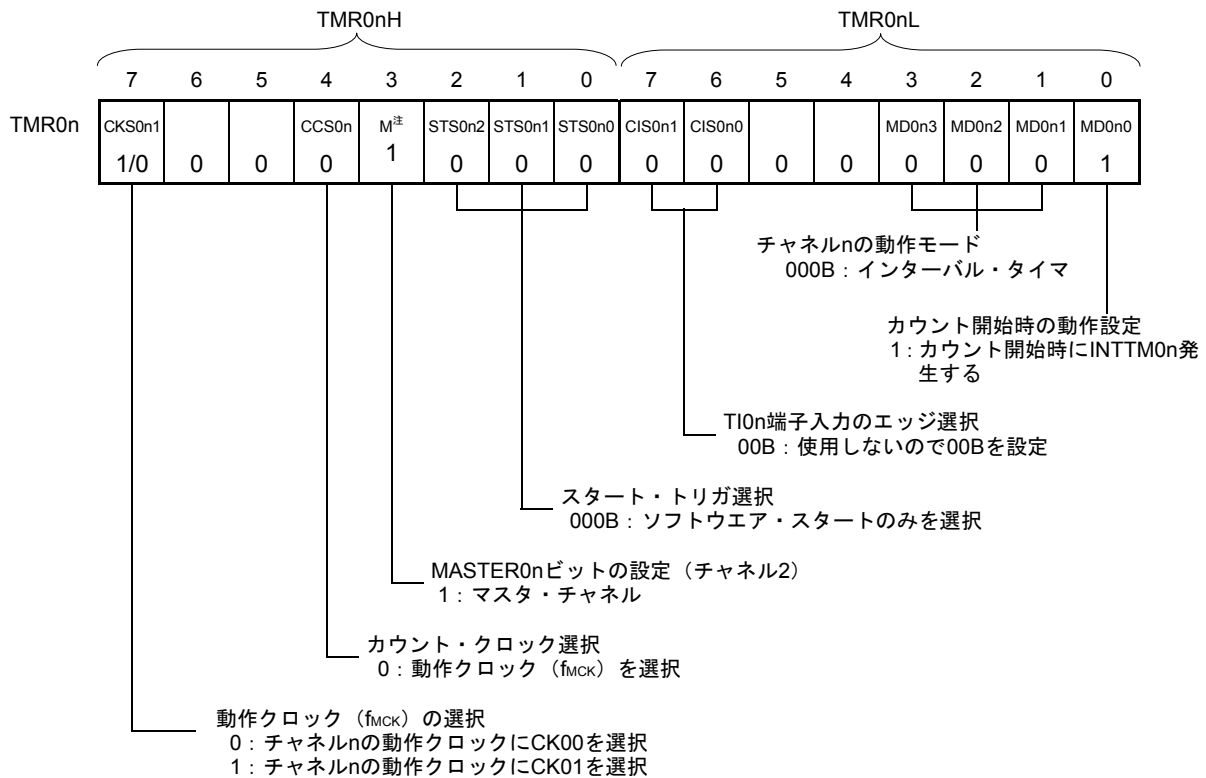 TMR0nH TMR0nL
7 6 5 4 3 2 1 0 7 6 5 4 3 2 1 0
TMR0n CKS0n1 CCS0n M注 STS0n2 STS0n1 STS0n0 CIS0n1 CIS0n0 MD0n3 MD0n2 MD0n1 MD0n0
1/0 0 0 0 1 0 0 0 0 0 0 0 0 0 0 1
チャネルnの動作モード
000B：インターバル・タイマ
カウント開始時の動作設定
1：カウント開始時にINTTM0n発
生する
TI0n端子入力のエッジ選択
00B：使用しないので00Bを設定
スタート・トリガ選択
000B：ソフトウエア・スタートのみを選択
MASTER0nビットの設定（チャネル2）
1：マスタ・チャネル
カウント・クロック選択
0：動作クロック（fMCK）を選択
動作クロック（fMCK）の選択
0：チャネルnの動作クロックにCK00を選択
1：チャネルnの動作クロックにCK01を選択